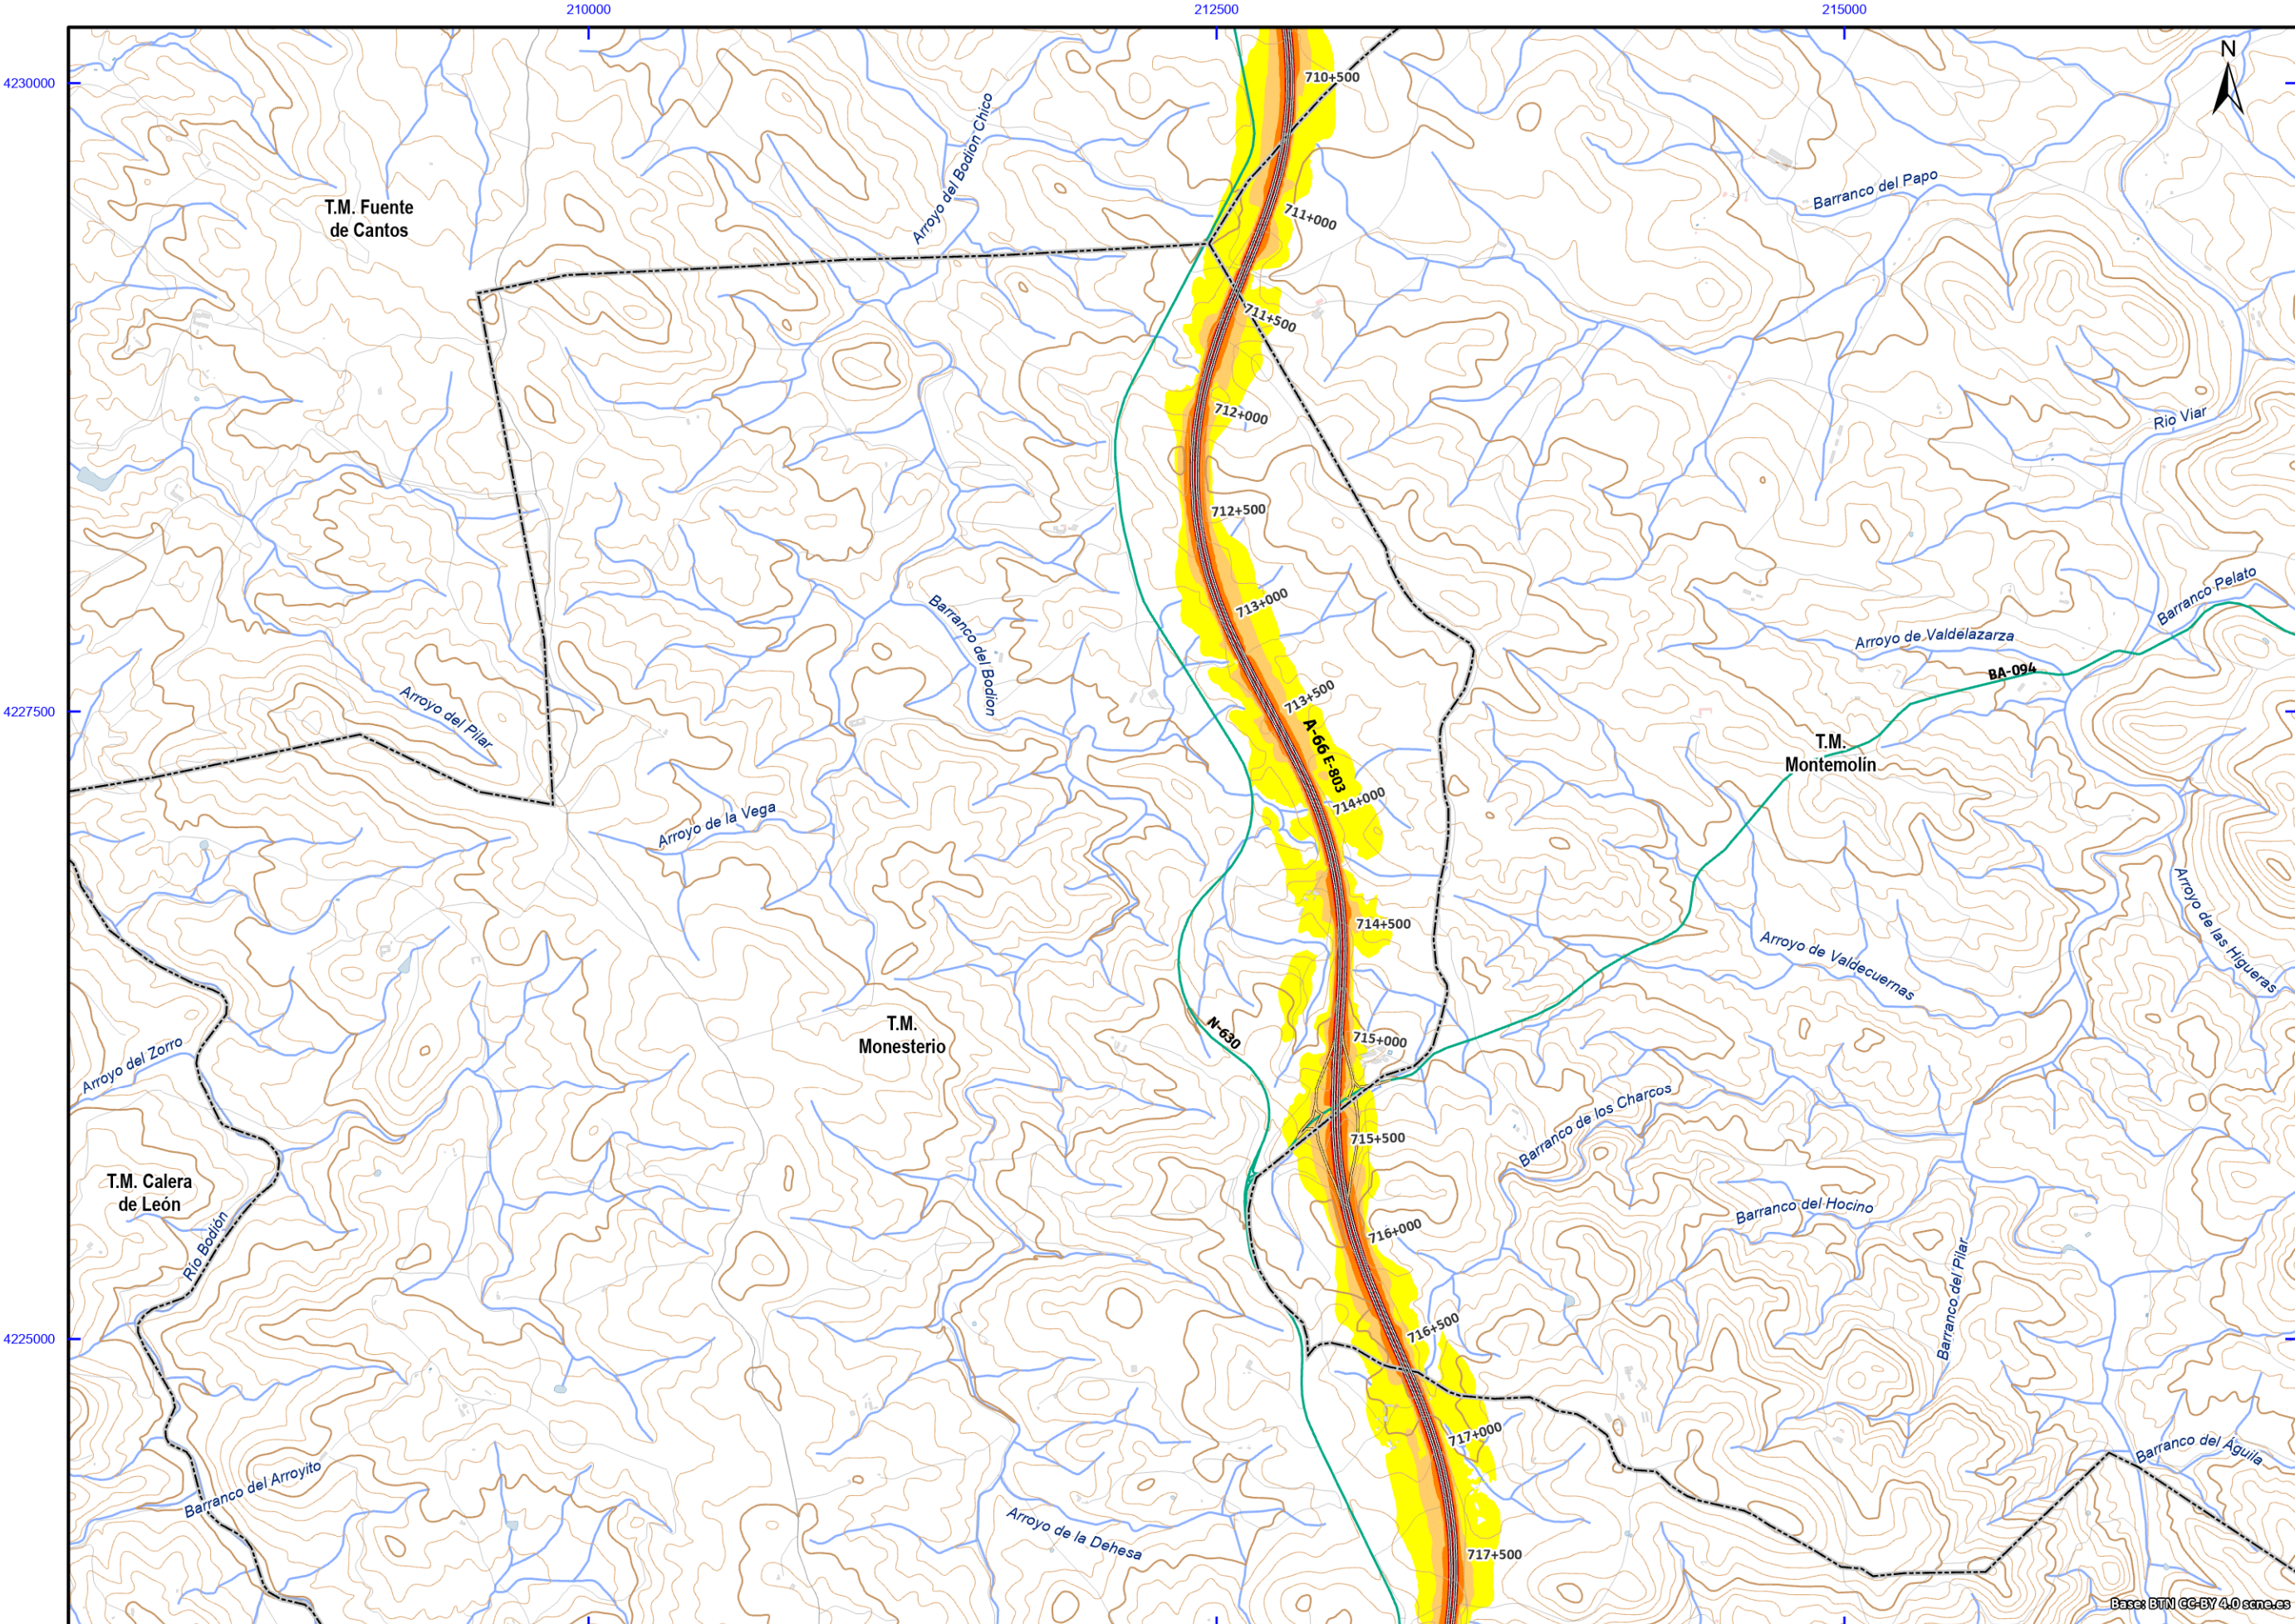 210000
212500
215000
4230000
N
710+500
Arroyo del Bodion Chico
Barranco del Papo
T.M. Fuente
de Cantos
711+000
711+500
712+000
Rio Viar
712+500
713+000
Barranco Pelato
Barranco del Bodion
Arroyo de Valdelazarza
BA-094
4227500
Arroyo del Pilar
713+500
A-66 E-803
T.M.
Montemolín
714+000
Arroyo de la Vega
714+500
Arroyo de las Higueras
Arroyo de Valdecuernas
T.M.
Monesterio
N-630
715+000
Arroyo del Zorro
Barranco de los Charcos
715+500
T.M. Calera
de León
Río Bodión
Barranco del Hocino
716+000
Barranco del Pilar
4225000
716+500
717+000
Barranco del Águila
Barranco del Arroyito
Arroyo de la Dehesa
717+500
Base: BTN CC-BY 4.0 scne.es